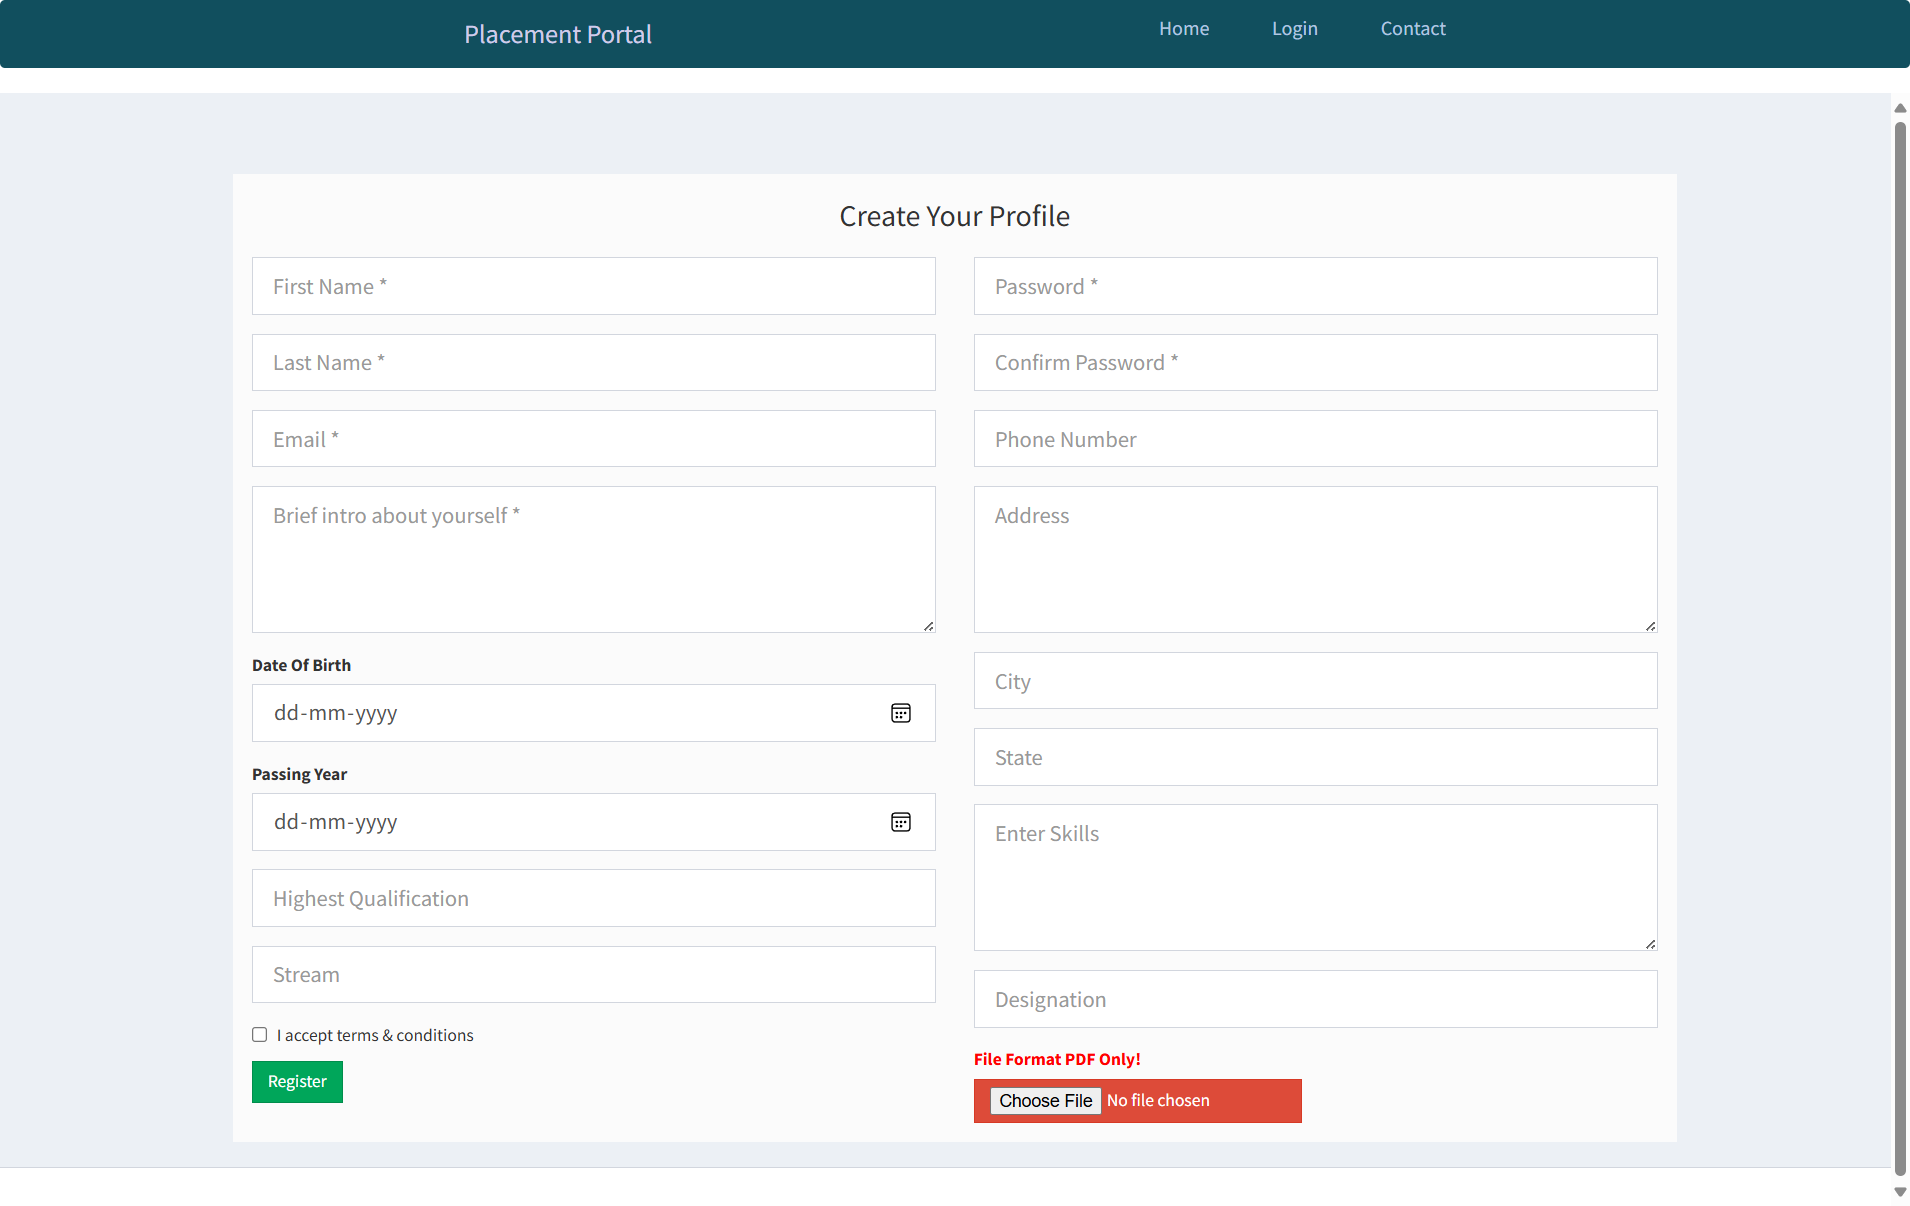 Placement Portal
Home
Login
Contact
Create Your Profile
First Name *
Last Name *
Email *
Brief intro about yourself *
Date Of Birth
dd-mm-yyyy
Passing Year
dd-mm-yyyy
Highest Qualification
Stream
I accept terms & conditions
Register
Password *
Confirm Password *
Phone Number
Address
City
State
Enter Skills
Designation
File Format PDF Only!
Choose File No file chosen